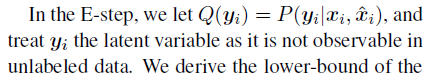 In the E-step, we let Q(yᵢ) = P(yᵢ|xᵢ, x̂ᵢ), and
treat yᵢ the latent variable as it is not observable in
unlabeled data. We derive the lower-bound of the